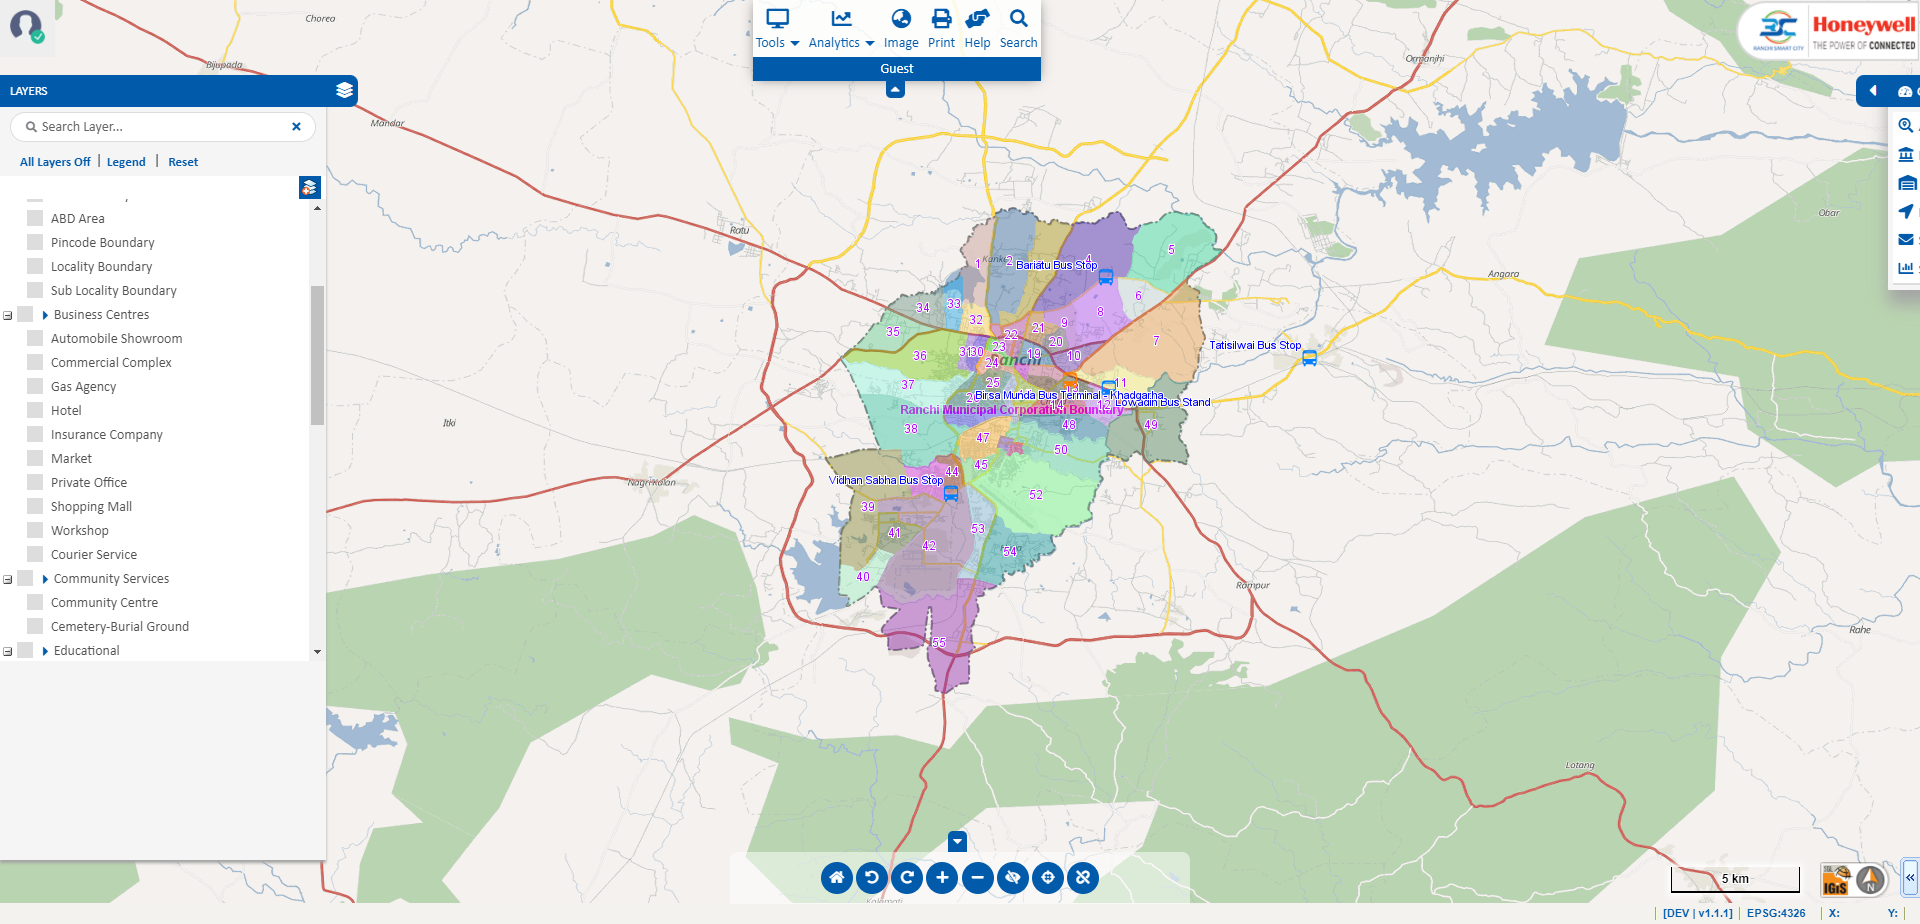 Chorea
Bijupada
Mandar
Ratu
Itki
Nagri Kalan
Ormanjhi
Obar
Angara
Rampur
Rahe
Lotang
Kalamati
Tools
Analytics
Image
Print
Help
Search
Guest
RANCHI SMART CITY
Honeywell
THE POWER OF CONNECTED
LAYERS
Search Layer...
All Layers Off | Legend | Reset
ABD Area
Pincode Boundary
Locality Boundary
Sub Locality Boundary
Business Centres
Automobile Showroom
Commercial Complex
Gas Agency
Hotel
Insurance Company
Market
Private Office
Shopping Mall
Workshop
Courier Service
Community Services
Community Centre
Cemetery-Burial Ground
Educational
1
2
4
5
Bariatu Bus Stop
6
7
8
9
10
11
19
20
21
22
23
24
25
3130
32
33
34
35
36
37
38
Tatisilwai Bus Stop
Birsa Munda Bus Terminal - Khadgarha
Lowadih Bus Stand
Ranchi Municipal Corporation Boundary
14
12
47
48
49
50
45
44
Vidhan Sabha Bus Stop
52
39
41
42
53
54
40
55
5 km
IGiS
N
[DEV | v1.1.1]
EPSG:4326
X:
Y: